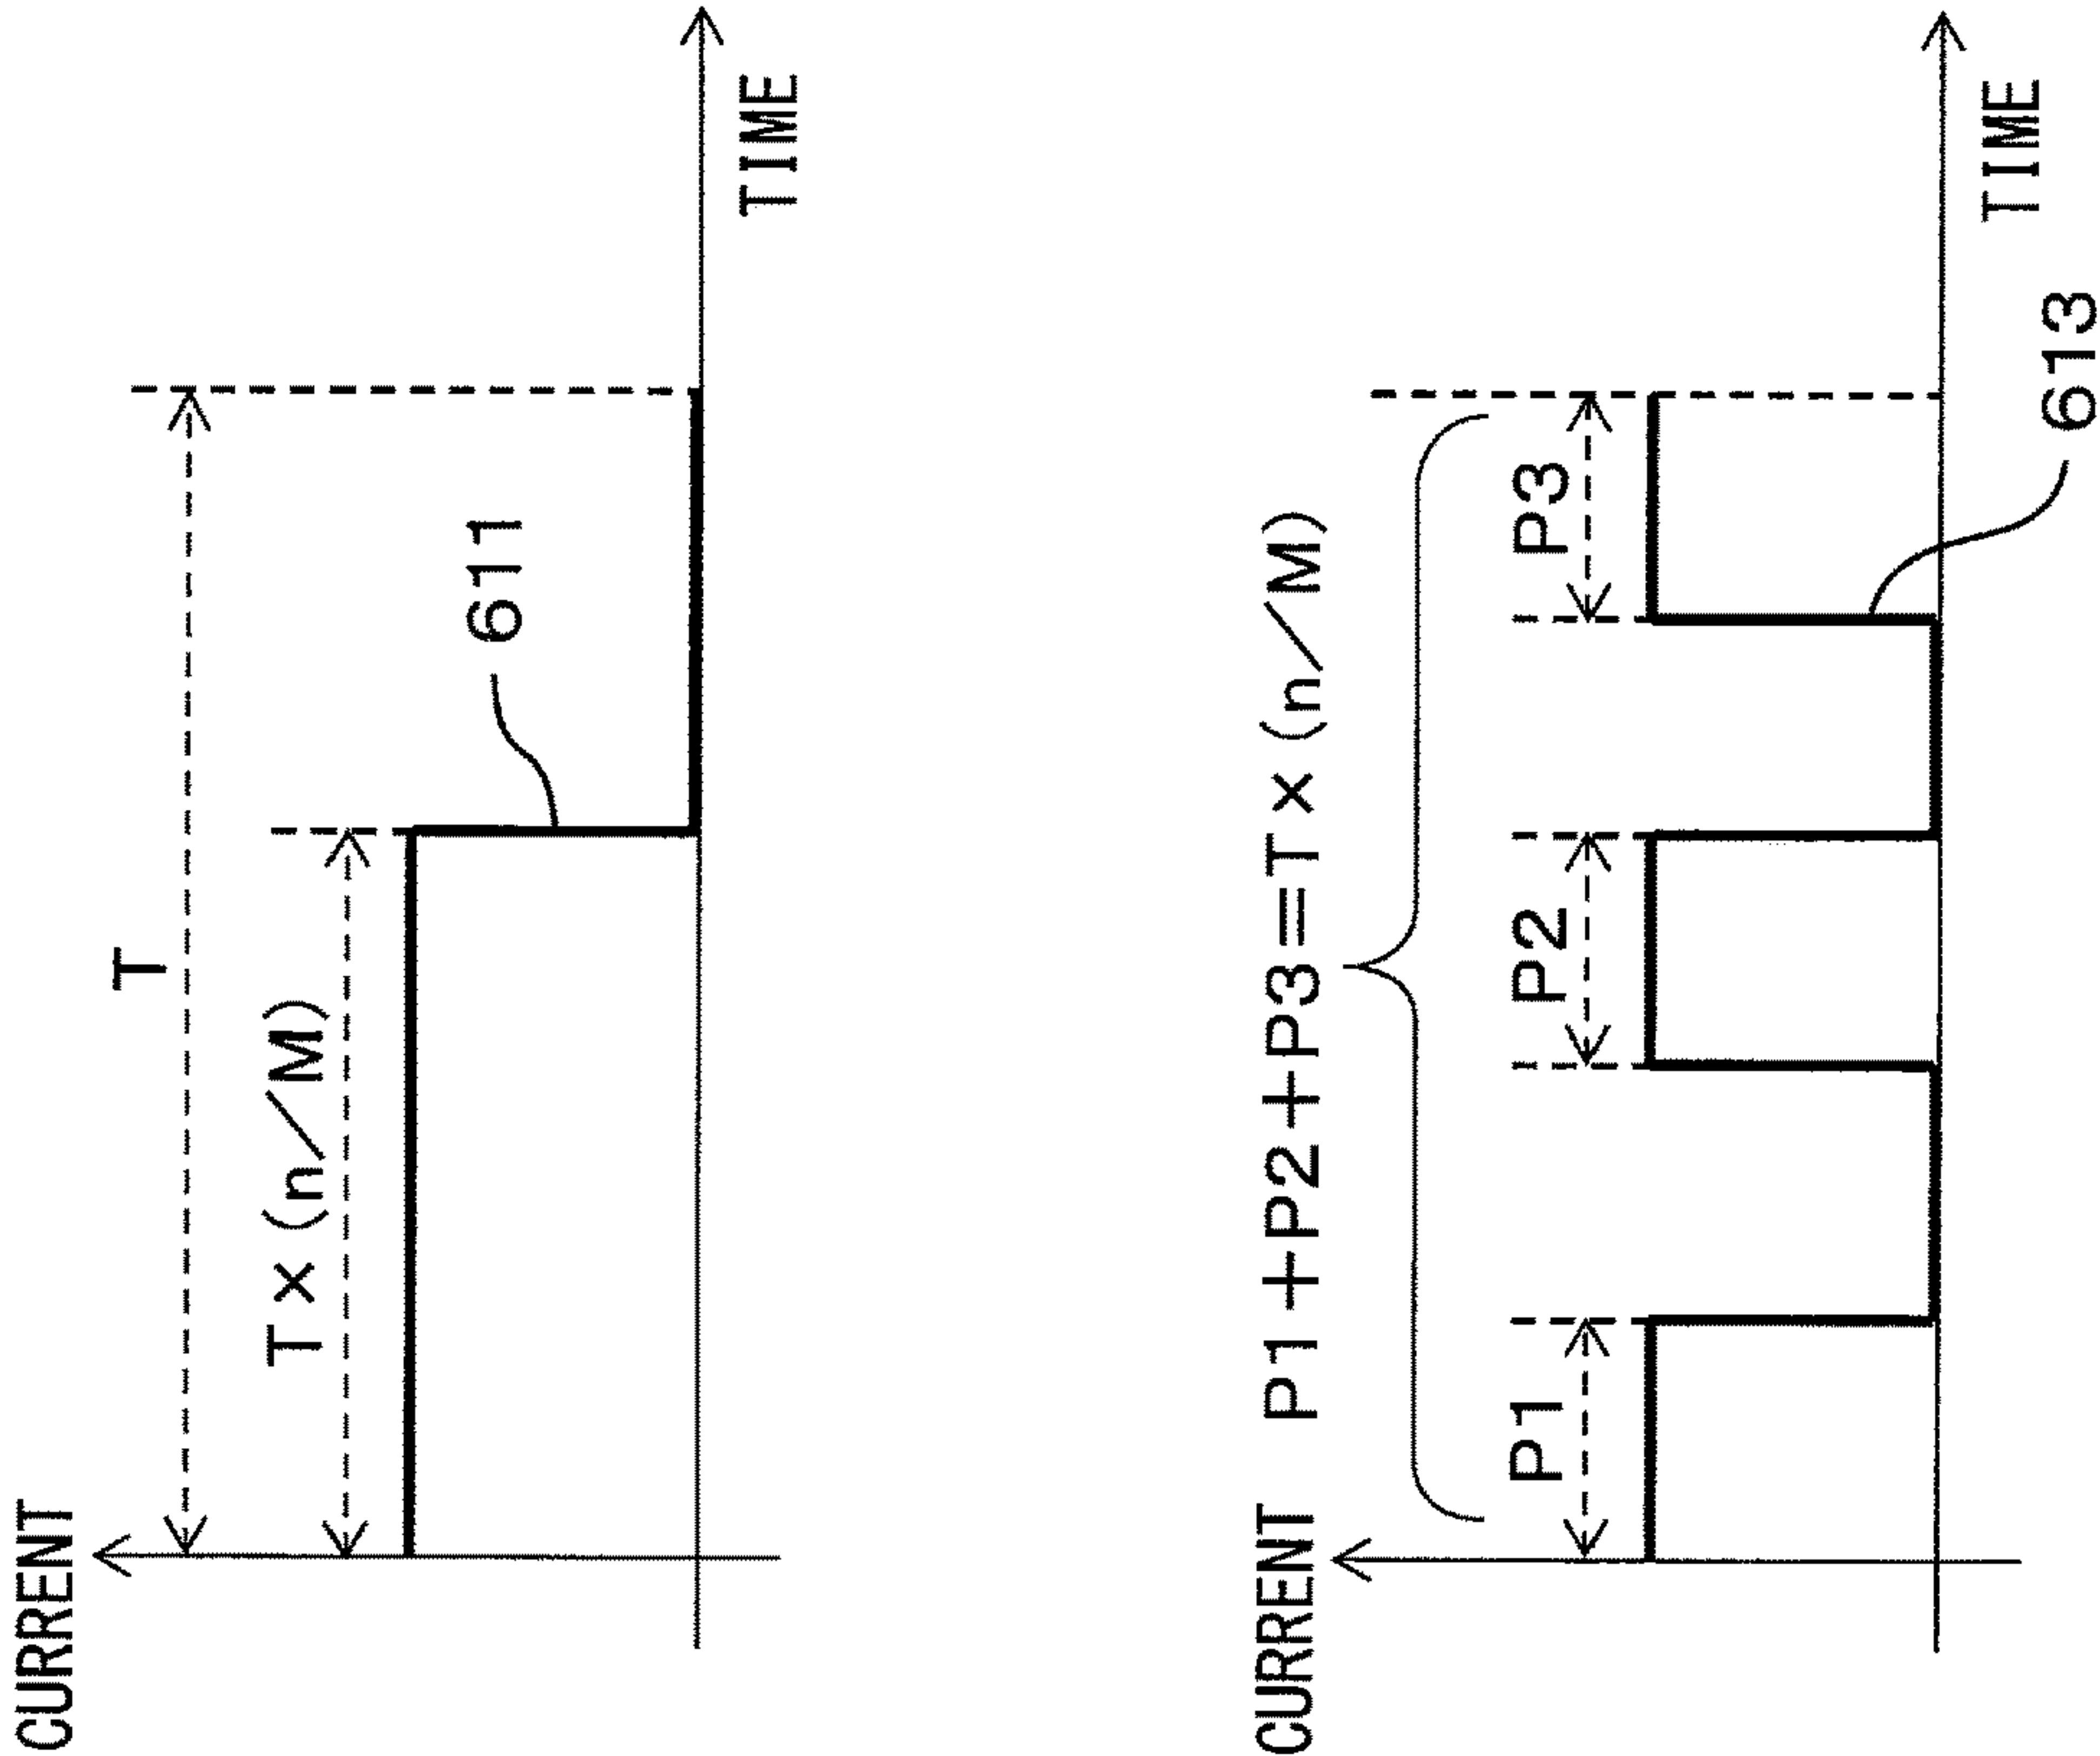 CURRENT
T
T×(n/M)
611
TIME
CURRENT
P1+P2+P3=T×(n/M)
P1
P2
P3
TIME
613